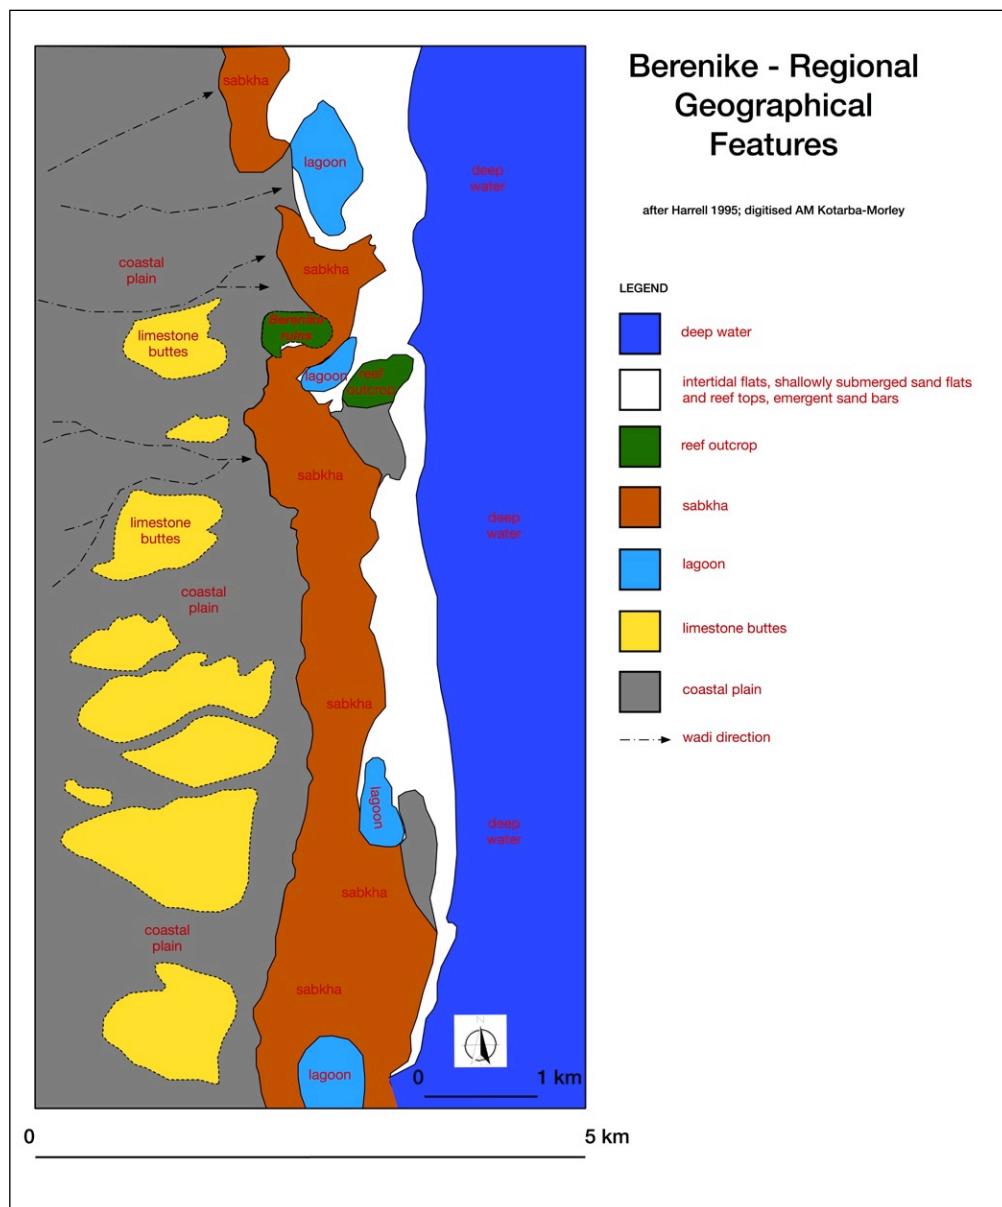 Berenike - Regional
Geographical
Features
after Harrell 1995; digitised AM Kotarba-Morley
LEGEND
deep water
intertidal flats, shallowly submerged sand flats
and reef tops, emergent sand bars
reef outcrop
sabkha
lagoon
limestone buttes
coastal plain
wadi direction
sabkha
lagoon
deep
water
coastal
plain
sabkha
Berenike
ruins
limestone
buttes
lagoon
reef
outcrop
sabkha
limestone
buttes
deep
water
coastal
plain
sabkha
lagoon
deep
water
sabkha
coastal
plain
sabkha
N
lagoon
0 1 km
0 5 km